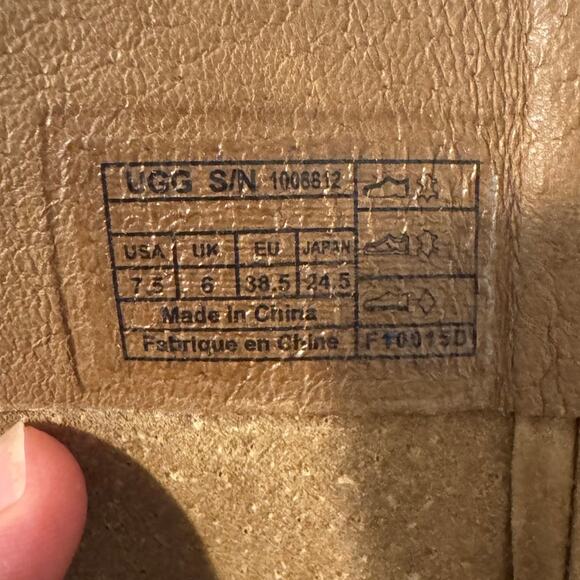 UGG S/N 1008812
USA UK EU JAPAN
7.5 6 38.5 24.5
Made in China
Fabrique en Chine F10015D